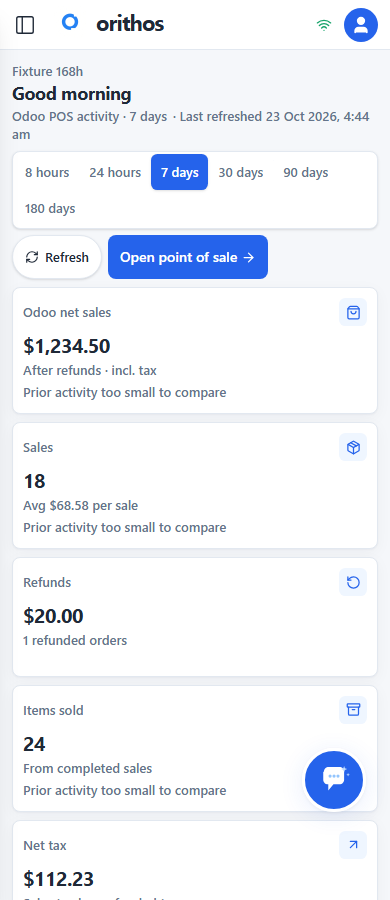 orithos
Fixture 168h
Good morning
Odoo POS activity · 7 days · Last refreshed 23 Oct 2026, 4:44
am
8 hours 24 hours 7 days 30 days 90 days
180 days
Refresh Open point of sale →
Odoo net sales
$1,234.50
After refunds · incl. tax
Prior activity too small to compare
Sales
18
Avg $68.58 per sale
Prior activity too small to compare
Refunds
$20.00
1 refunded orders
Items sold
24
From completed sales
Prior activity too small to compare
Net tax
$112.23